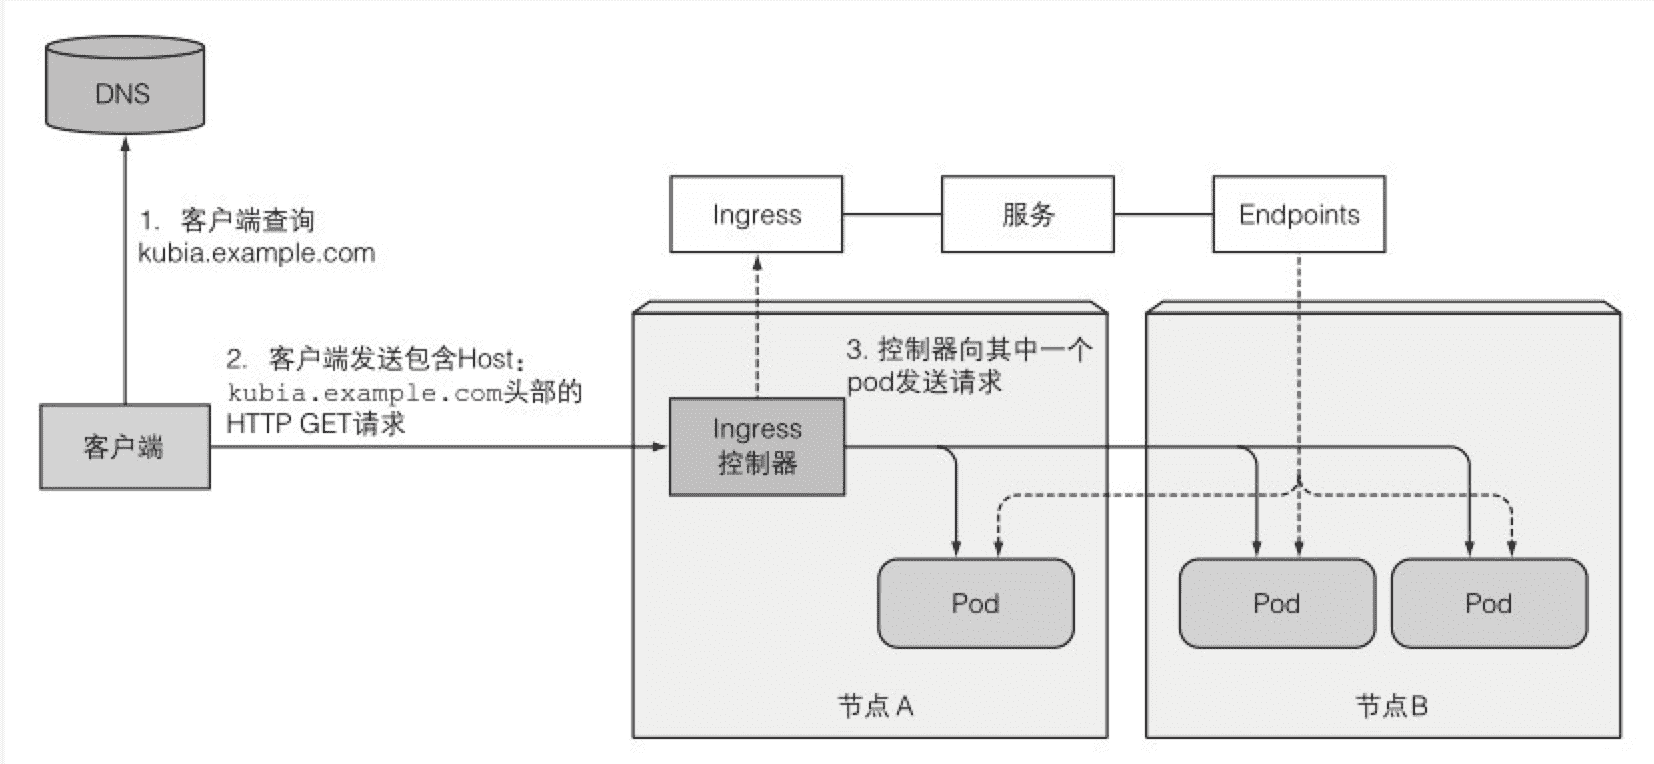 DNS
1. 客户端查询
kubia.example.com
Ingress
服务
Endpoints
2. 客户端发送包含Host：
kubia.example.com头部的
HTTP GET请求
3. 控制器向其中一个
pod发送请求
客户端
Ingress
控制器
Pod
Pod
Pod
节点A
节点B